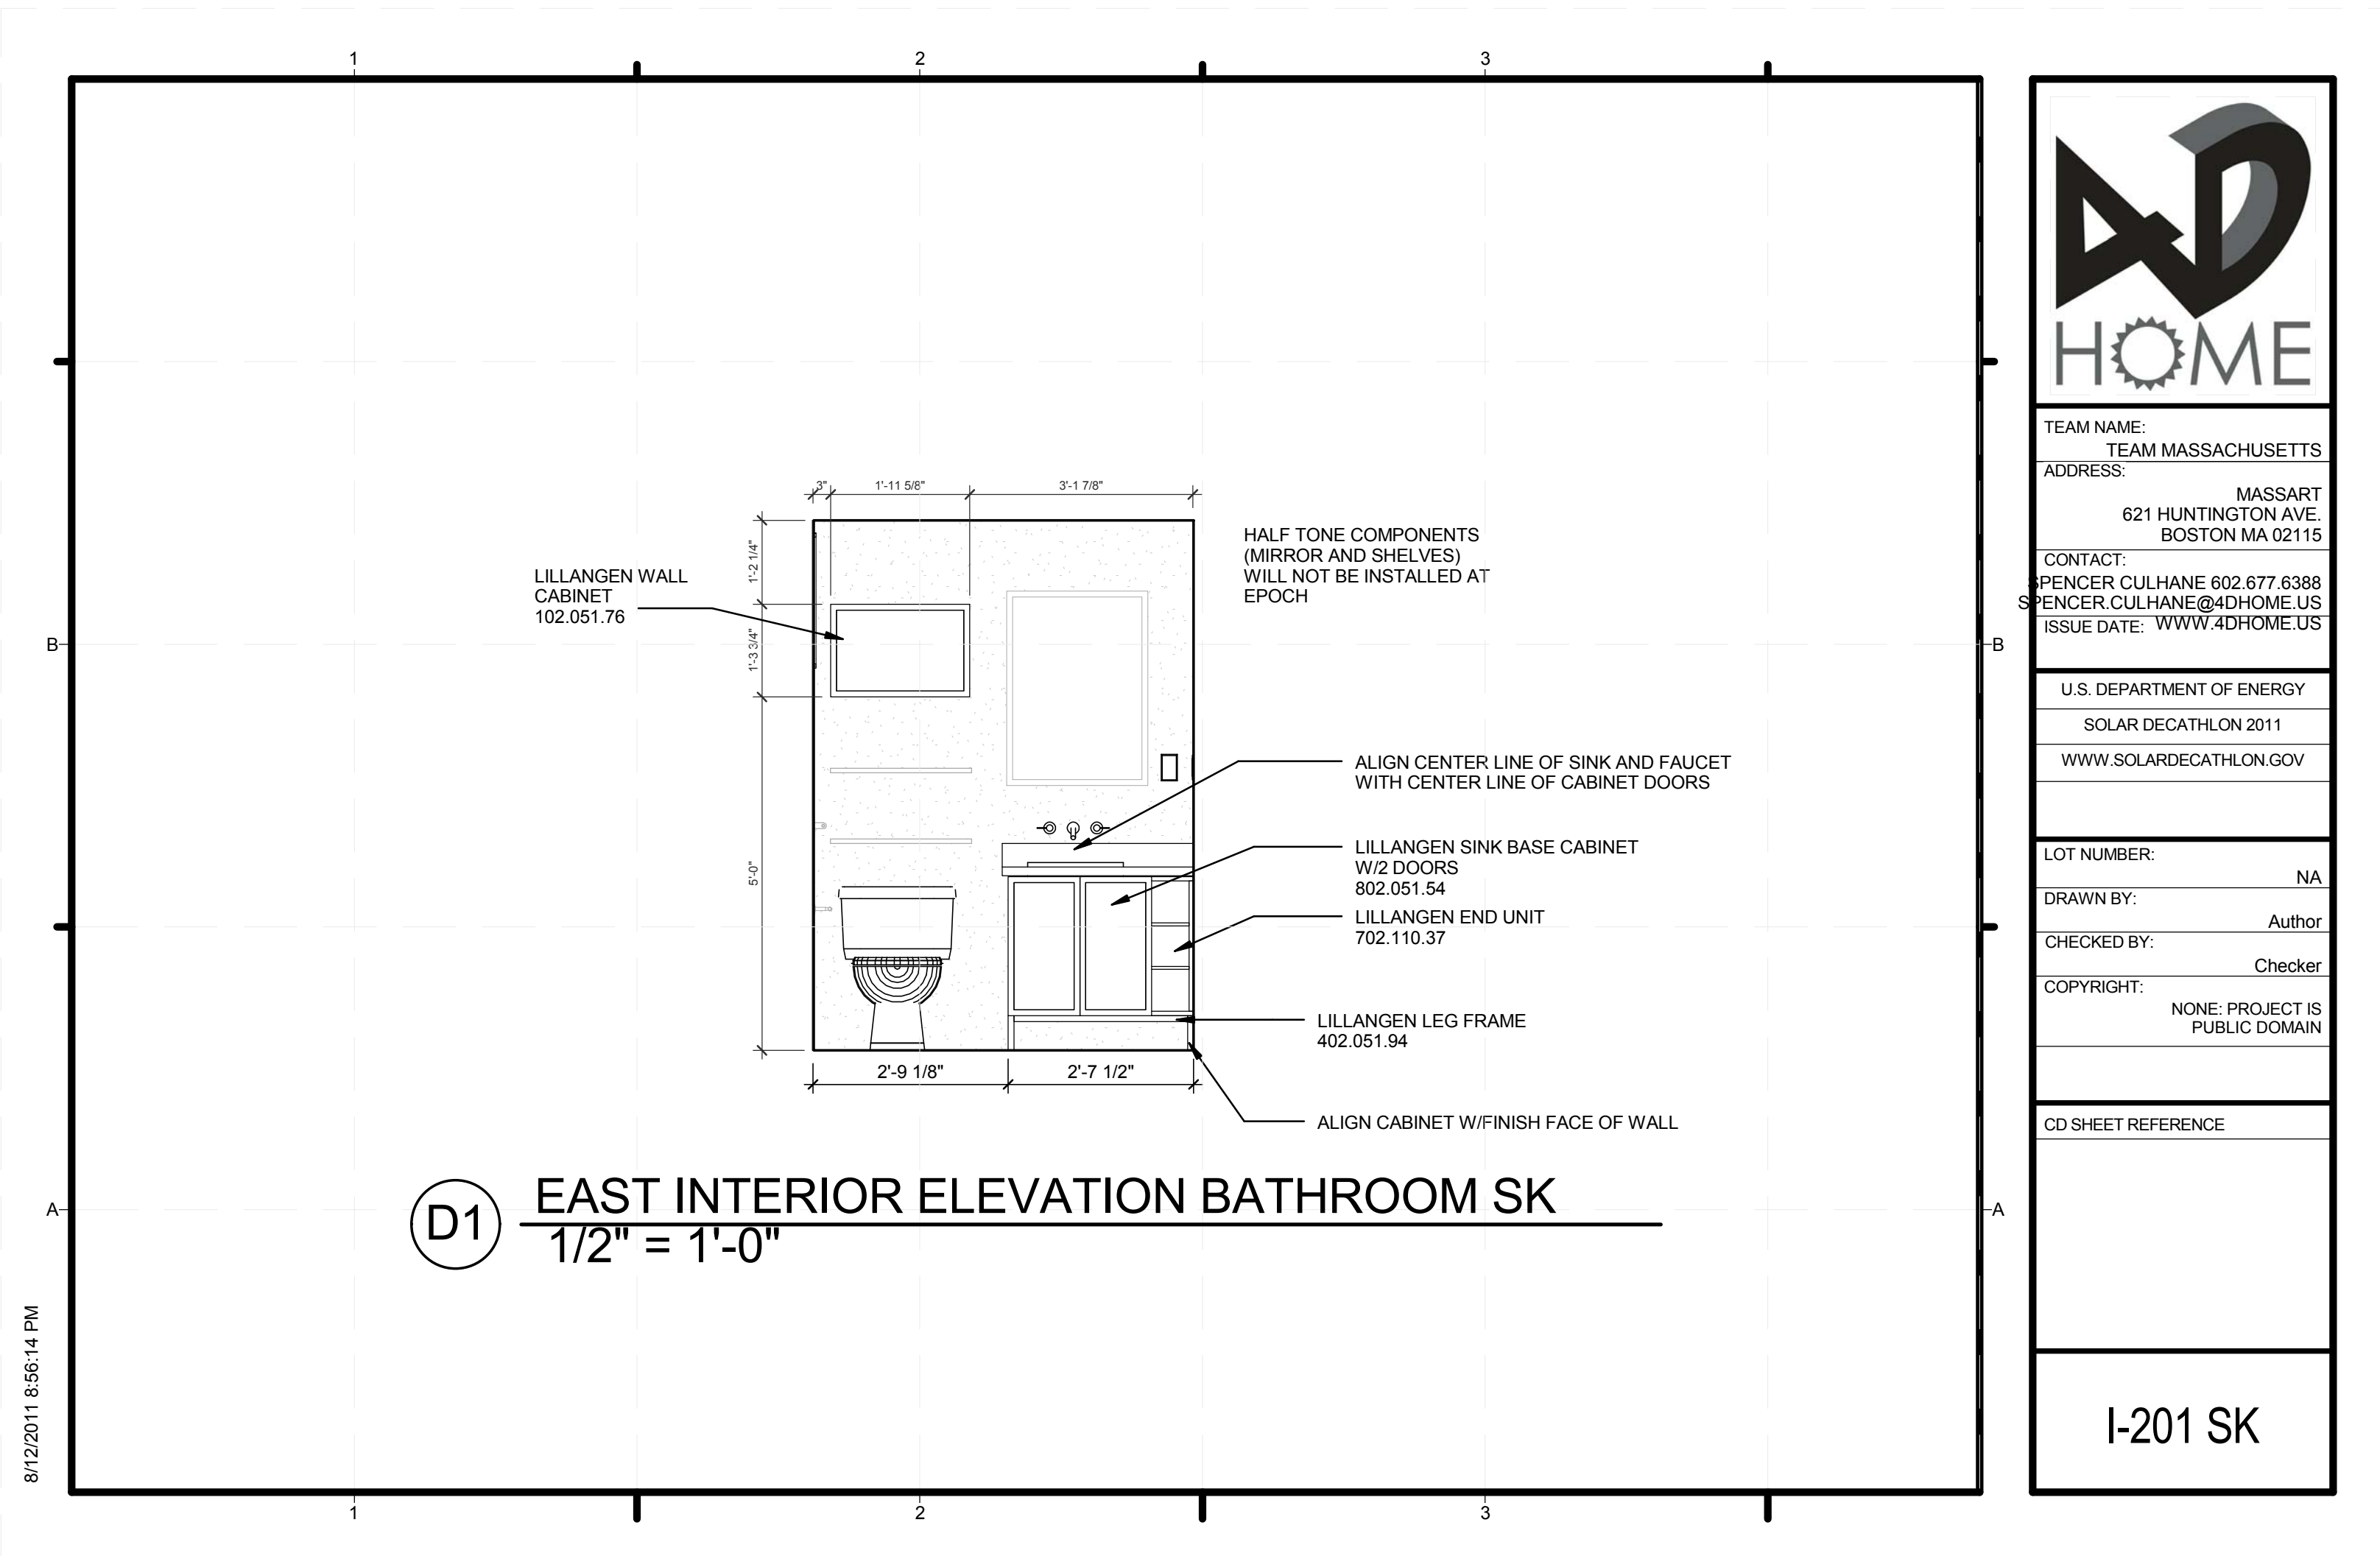 1
2
3
3"
1'-11 5/8"
3'-1 7/8"
1'-2 1/4"
1'-3 3/4"
5'-0"
LILLANGEN WALL
CABINET
102.051.76
HALF TONE COMPONENTS
(MIRROR AND SHELVES)
WILL NOT BE INSTALLED AT
EPOCH
B
B
ALIGN CENTER LINE OF SINK AND FAUCET
WITH CENTER LINE OF CABINET DOORS
LILLANGEN SINK BASE CABINET
W/2 DOORS
802.051.54
LILLANGEN END UNIT
702.110.37
LILLANGEN LEG FRAME
402.051.94
2'-9 1/8"
2'-7 1/2"
ALIGN CABINET W/FINISH FACE OF WALL
A
A
D1
EAST INTERIOR ELEVATION BATHROOM SK
1/2" = 1'-0"
8/12/2011 8:56:14 PM
1
2
3
4D
HOME
TEAM NAME:
TEAM MASSACHUSETTS
ADDRESS:
MASSART
621 HUNTINGTON AVE.
BOSTON MA 02115
CONTACT:
SPENCER CULHANE 602.677.6388
SPENCER.CULHANE@4DHOME.US
WWW.4DHOME.US
ISSUE DATE:
U.S. DEPARTMENT OF ENERGY
SOLAR DECATHLON 2011
WWW.SOLARDECATHLON.GOV
LOT NUMBER:
NA
DRAWN BY:
Author
CHECKED BY:
Checker
COPYRIGHT:
NONE: PROJECT IS
PUBLIC DOMAIN
CD SHEET REFERENCE
I-201 SK